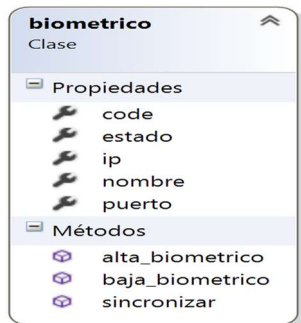 biometrico
Clase
Propiedades
code
estado
ip
nombre
puerto
Métodos
alta_biometrico
baja_biometrico
sincronizar